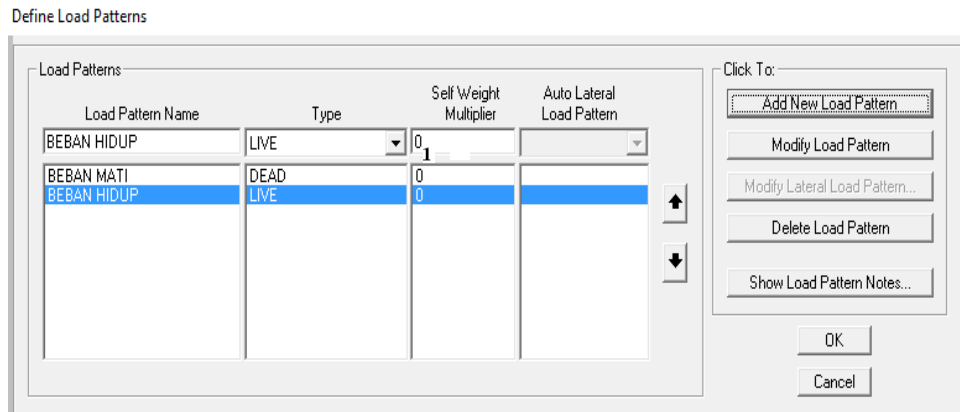 Define Load Patterns
Load Patterns
Click To:
Load Pattern Name
Type
Self Weight Multiplier
Auto Lateral Load Pattern
BEBAN HIDUP LIVE 0
1
BEBAN MATI DEAD 0
BEBAN HIDUP LIVE 0
Add New Load Pattern
Modify Load Pattern
Modify Lateral Load Pattern...
Delete Load Pattern
Show Load Pattern Notes...
OK
Cancel